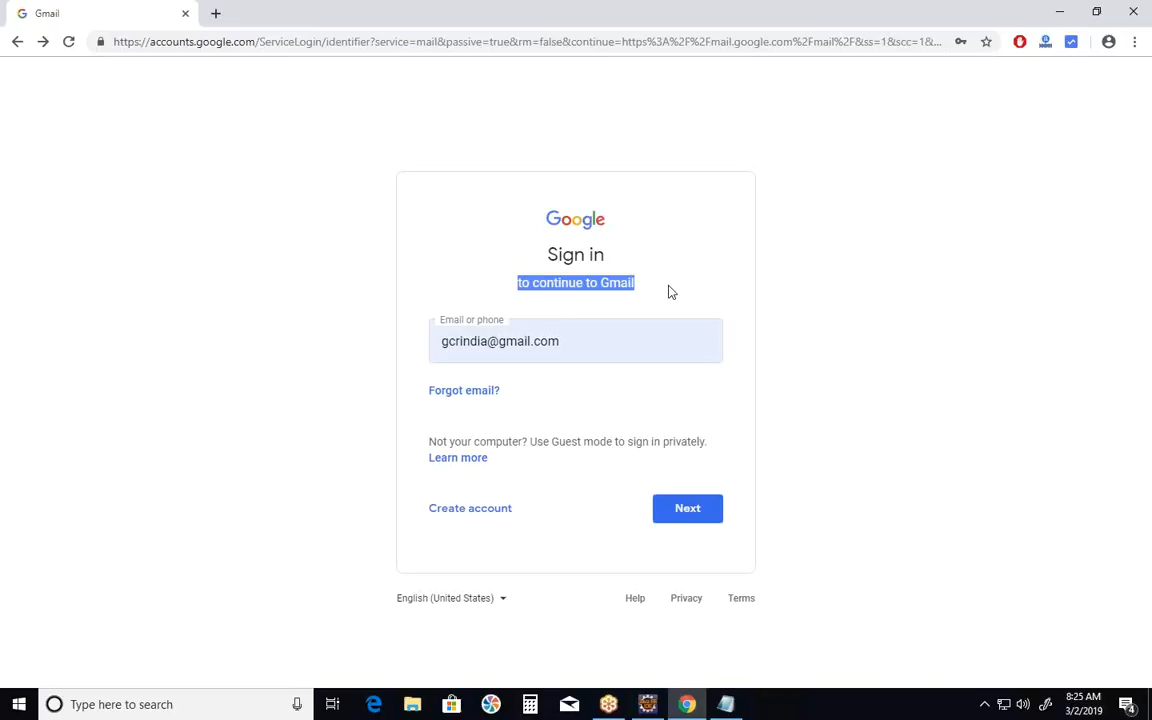 Gmail
https://accounts.google.com/ServiceLogin/identifier?service=mail&passive=true&rm=false&continue=https%3A%2F%2Fmail.google.com%2Fmail%2F&ss=1&scc=1&...
Google
Sign in
to continue to Gmail
Email or phone
gcrindia@gmail.com
Forgot email?
Not your computer? Use Guest mode to sign in privately.
Learn more
Create account
Next
English (United States)
Help
Privacy
Terms
Type here to search
8:25 AM
3/2/2019
4